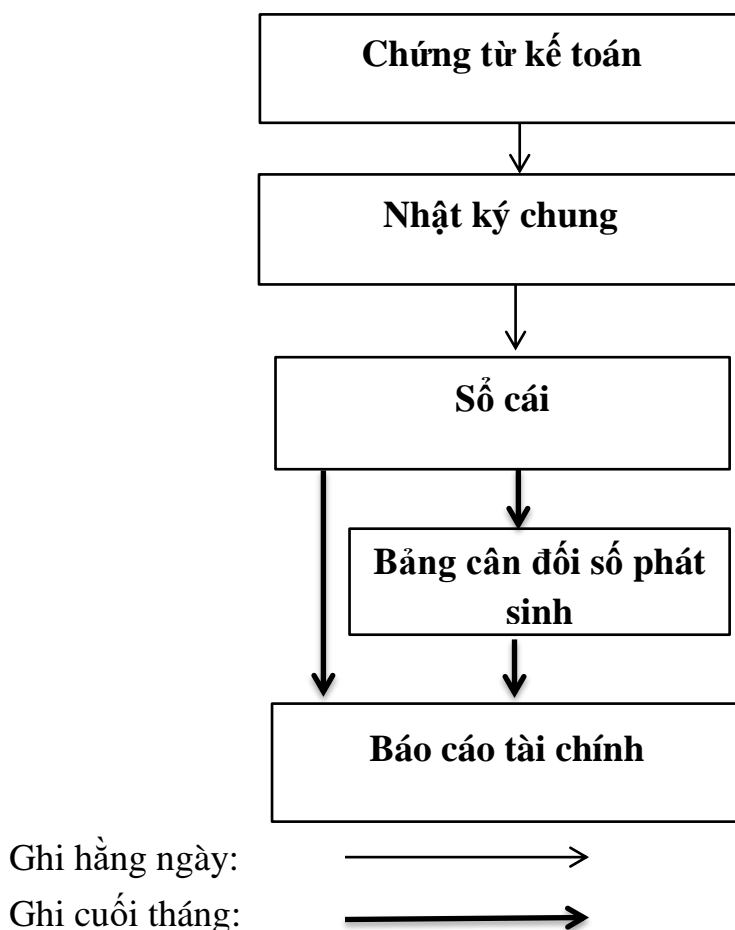 Chứng từ kế toán
Nhật ký chung
Sổ cái
Bảng cân đối số phát
sinh
Báo cáo tài chính
Ghi hằng ngày:
Ghi cuối tháng: